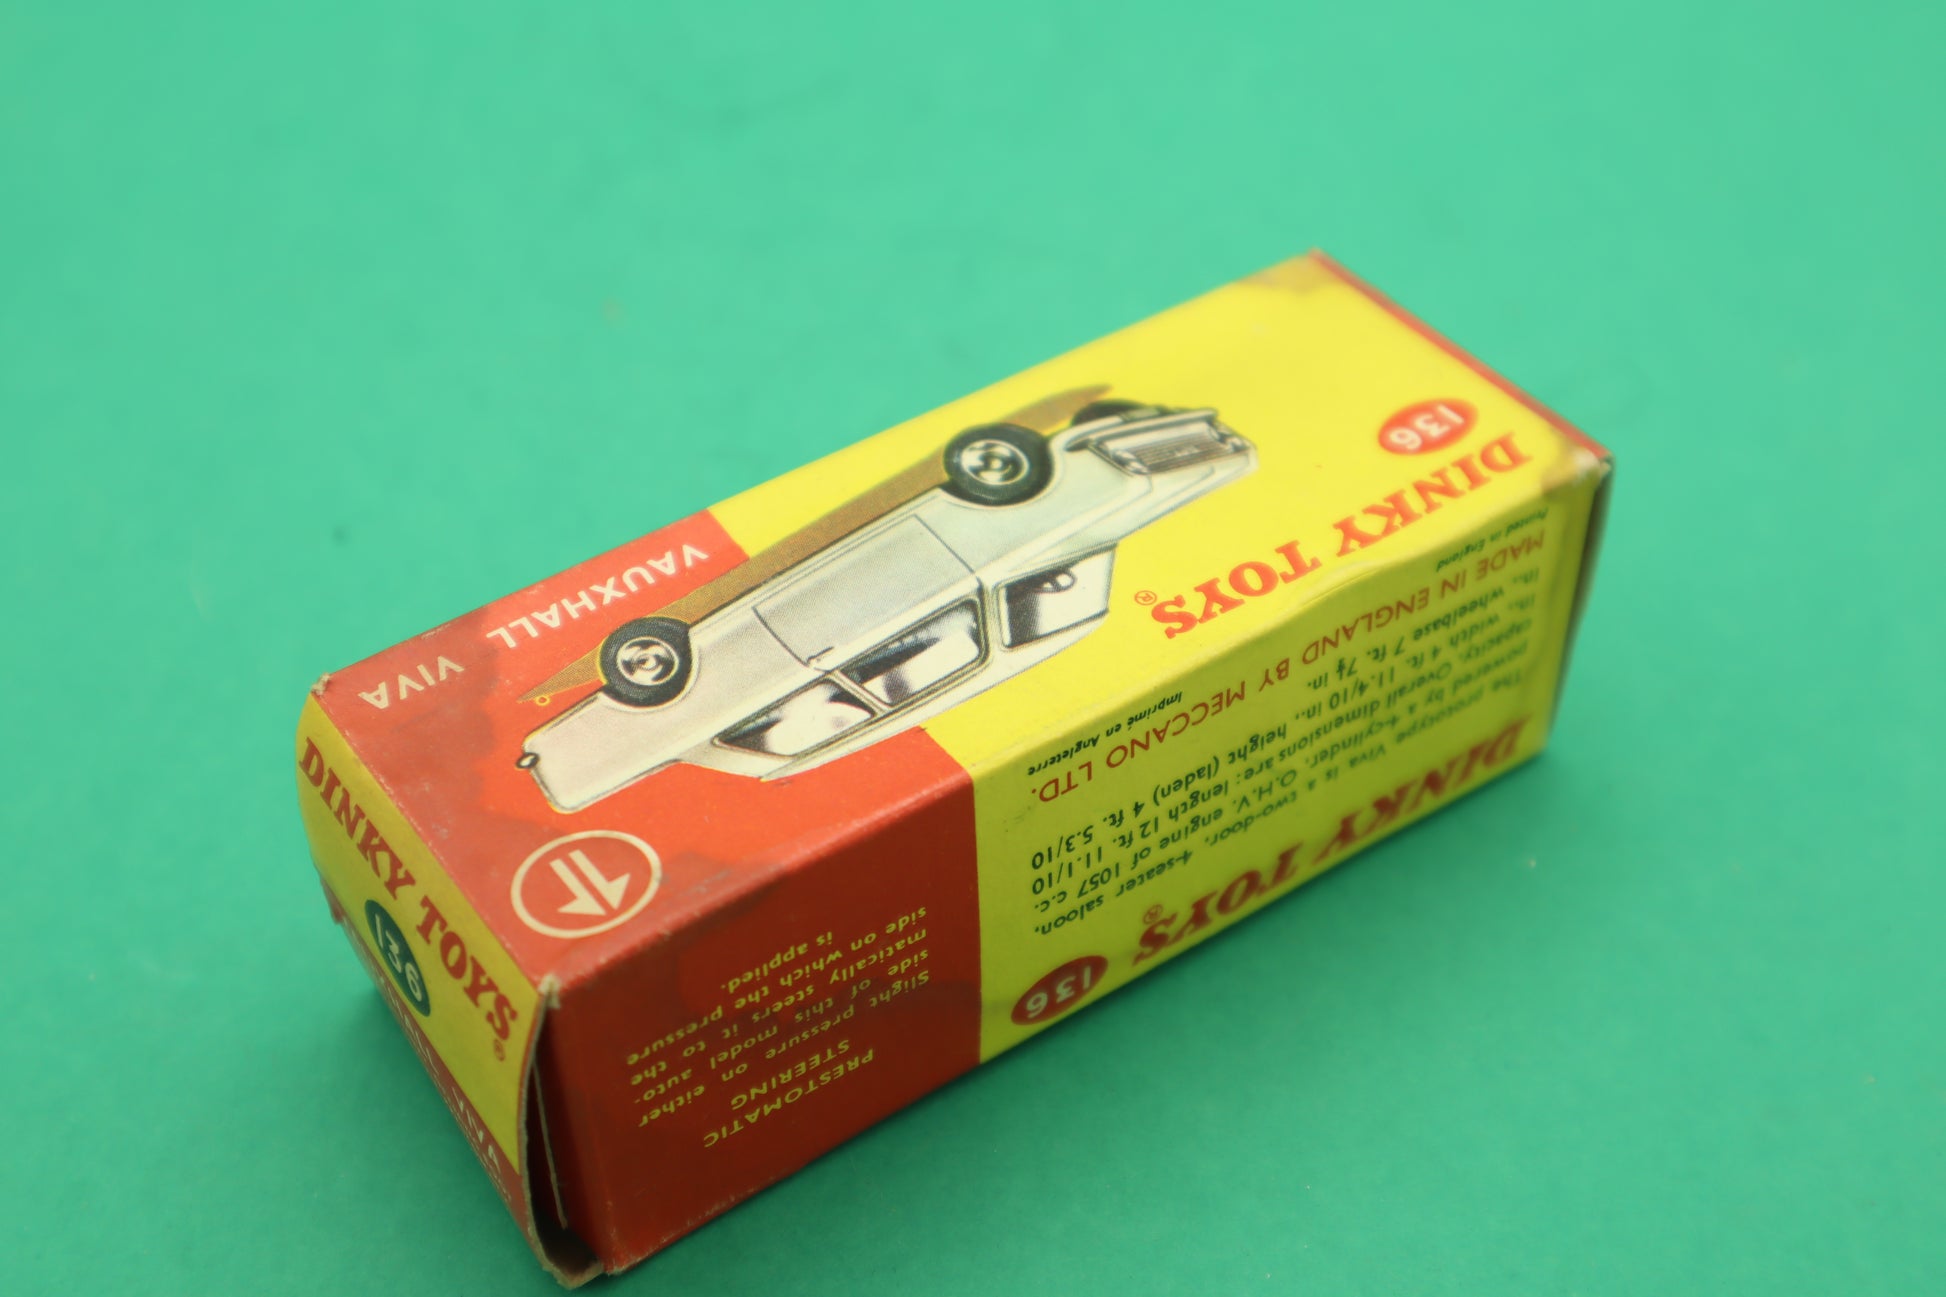 136
DINKY TOYS®
VAUXHALL VIVA
DINKY TOYS®
136
The prototype Viva is a two-door, 4-seater saloon,
powered by a 4-cylinder, O.H.V. engine of 1057 c.c.
capacity. Overall dimensions are: length 12 ft. 11.1/10
in., width 4 ft. 11.4/10 in., height (laden) 4 ft. 5.3/10
in., wheelbase 7 ft. 7½ in.
MADE IN ENGLAND BY MECCANO LTD.
Printed in England
Imprimé en Angleterre
PRESTOMATIC
STEERING
Slight pressure on either
side of this model auto-
matically steers it to the
side on which the pressure
is applied.
DINKY TOYS®
136
VIVA